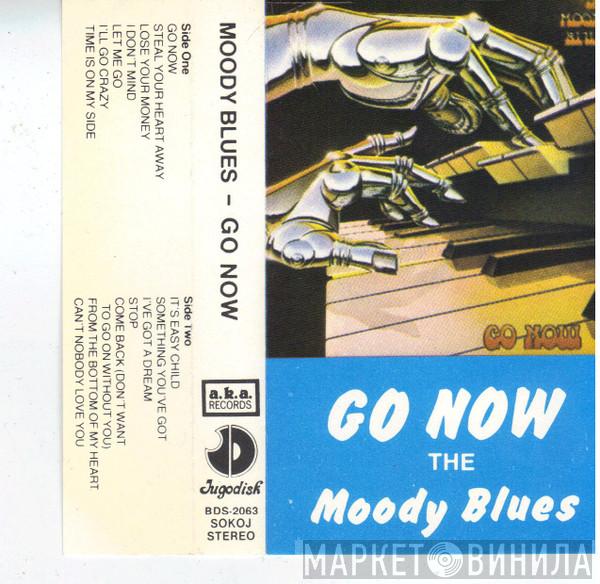 Side One
GO NOW
STEAL YOUR HEART AWAY
LOSE YOUR MONEY
I DON'T MIND
LET ME GO
I'LL GO CRAZY
TIME IS ON MY SIDE
Side Two
IT'S EASY CHILD
SOMETHING YOU'VE GOT
I'VE GOT A DREAM
STOP
COME BACK (DON'T WANT
TO GO ON WITHOUT YOU)
FROM THE BOTTOM OF MY HEART
CAN'T NOBODY LOVE YOU
MOODY BLUES – GO NOW
a.k.a.
RECORDS
Jugodisk
BDS-2063
SOKOJ
STEREO
GO NOW
GO NOW
THE
Moody Blues
МАРКЕТ ВИНИЛА